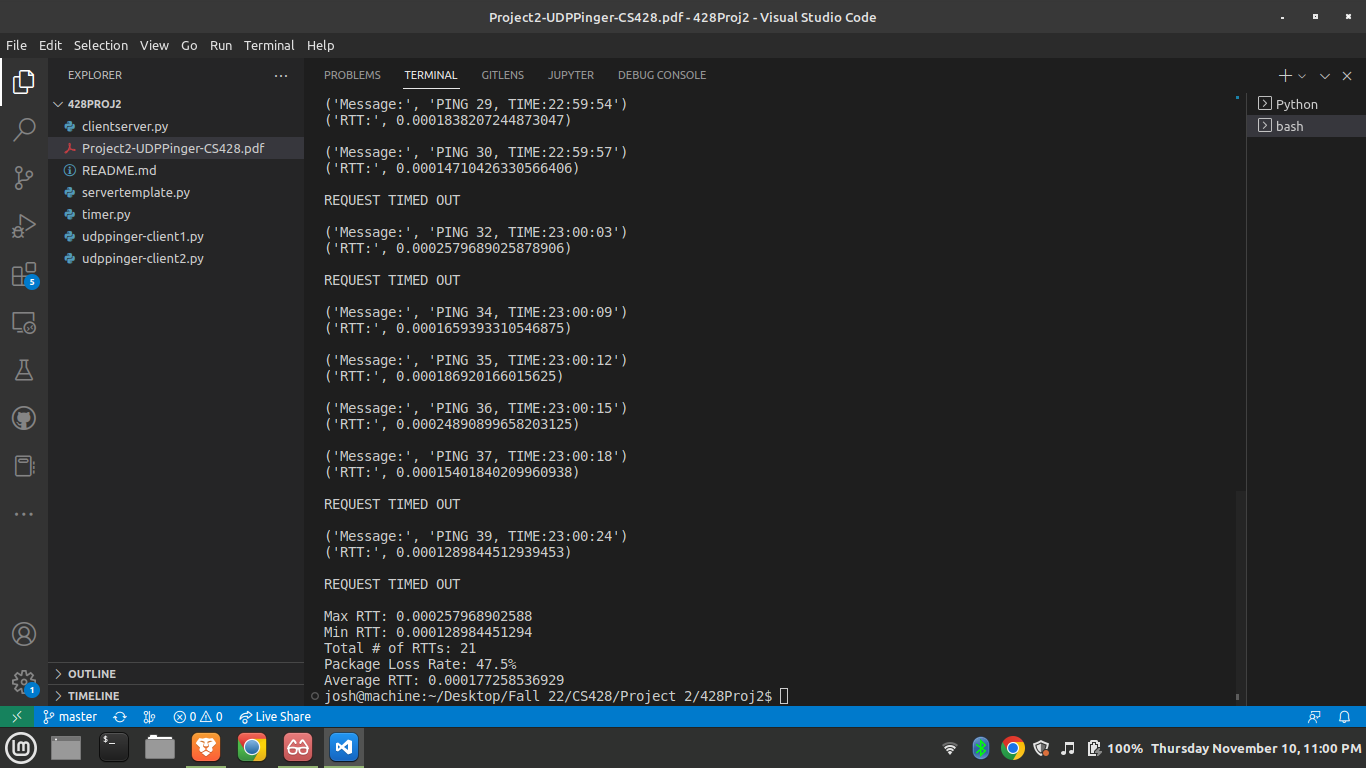 Project2-UDPPinger-CS428.pdf - 428Proj2 - Visual Studio Code
File Edit Selection View Go Run Terminal Help
EXPLORER
428PROJ2
clientserver.py
Project2-UDPPinger-CS428.pdf
README.md
servertemplate.py
timer.py
udppinger-client1.py
udppinger-client2.py
OUTLINE
TIMELINE
5
1
PROBLEMS TERMINAL GITLENS JUPYTER DEBUG CONSOLE
('Message:', 'PING 29, TIME:22:59:54')
('RTT:', 0.0001838207244873047)
('Message:', 'PING 30, TIME:22:59:57')
('RTT:', 0.00014710426330566406)
REQUEST TIMED OUT
('Message:', 'PING 32, TIME:23:00:03')
('RTT:', 0.0002579689025878906)
REQUEST TIMED OUT
('Message:', 'PING 34, TIME:23:00:09')
('RTT:', 0.0001659393310546875)
('Message:', 'PING 35, TIME:23:00:12')
('RTT:', 0.000186920166015625)
('Message:', 'PING 36, TIME:23:00:15')
('RTT:', 0.00024890899658203125)
('Message:', 'PING 37, TIME:23:00:18')
('RTT:', 0.00015401840209960938)
REQUEST TIMED OUT
('Message:', 'PING 39, TIME:23:00:24')
('RTT:', 0.0001289844512939453)
REQUEST TIMED OUT
Max RTT: 0.000257968902588
Min RTT: 0.000128984451294
Total # of RTTs: 21
Package Loss Rate: 47.5%
Average RTT: 0.000177258536929
josh@machine:~/Desktop/Fall 22/CS428/Project 2/428Proj2$
Python
bash
master 0 0 Live Share
100% Thursday November 10, 11:00 PM